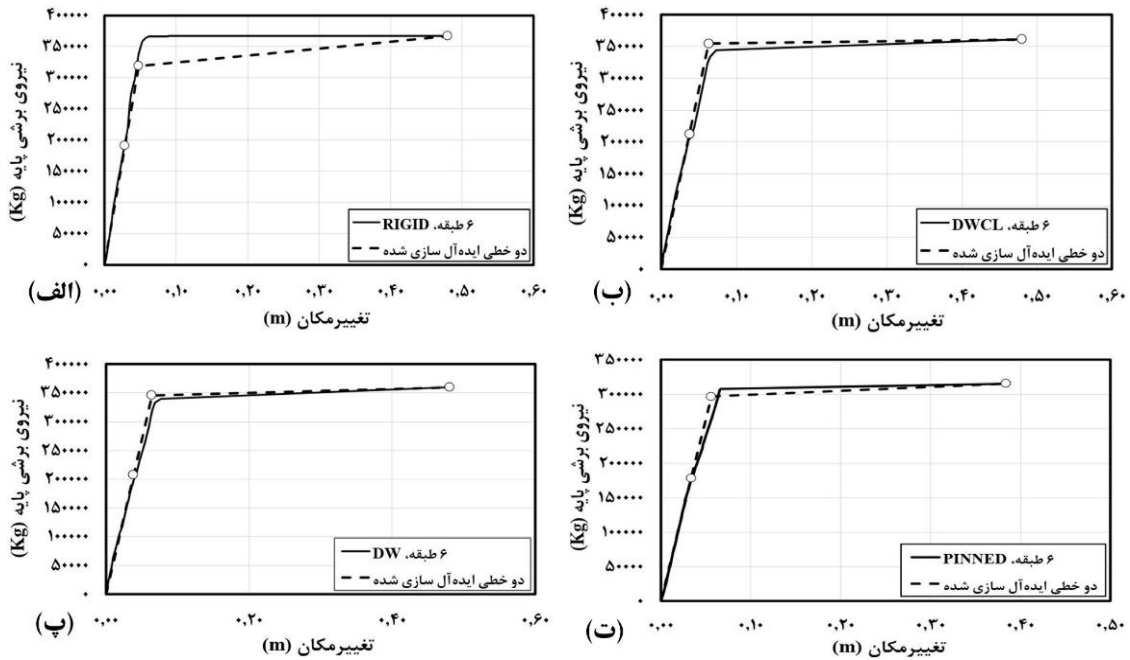 ۴۰۰۰۰۰
۳۵۰۰۰۰
۳۰۰۰۰۰
۲۵۰۰۰۰
۲۰۰۰۰۰
۱۵۰۰۰۰
۱۰۰۰۰۰
۵۰۰۰۰
۰
نیروی برشی پایه (Kg)
۶ طبقه، RIGID
دو خطی ایده‌آل سازی شده
۰٫۰۰ ۰٫۱۰ ۰٫۲۰ ۰٫۳۰ ۰٫۴۰ ۰٫۵۰ ۰٫۶۰
تغییرمکان (m)
(الف)
۴۰۰۰۰۰
۳۵۰۰۰۰
۳۰۰۰۰۰
۲۵۰۰۰۰
۲۰۰۰۰۰
۱۵۰۰۰۰
۱۰۰۰۰۰
۵۰۰۰۰
۰
نیروی برشی پایه (Kg)
۶ طبقه، DWCL
دو خطی ایده‌آل سازی شده
۰٫۰۰ ۰٫۱۰ ۰٫۲۰ ۰٫۳۰ ۰٫۴۰ ۰٫۵۰ ۰٫۶۰
تغییرمکان (m)
(ب)
۴۰۰۰۰۰
۳۵۰۰۰۰
۳۰۰۰۰۰
۲۵۰۰۰۰
۲۰۰۰۰۰
۱۵۰۰۰۰
۱۰۰۰۰۰
۵۰۰۰۰
۰
نیروی برشی پایه (Kg)
۶ طبقه، DW
دو خطی ایده‌آل سازی شده
۰٫۰۰ ۰٫۲۰ ۰٫۴۰ ۰٫۶۰
تغییرمکان (m)
(پ)
۳۵۰۰۰۰
۳۰۰۰۰۰
۲۵۰۰۰۰
۲۰۰۰۰۰
۱۵۰۰۰۰
۱۰۰۰۰۰
۵۰۰۰۰
۰
نیروی برشی پایه (Kg)
۶ طبقه، PINNED
دو خطی ایده‌آل سازی شده
۰٫۰۰ ۰٫۱۰ ۰٫۲۰ ۰٫۳۰ ۰٫۴۰ ۰٫۵۰
تغییرمکان (m)
(ت)